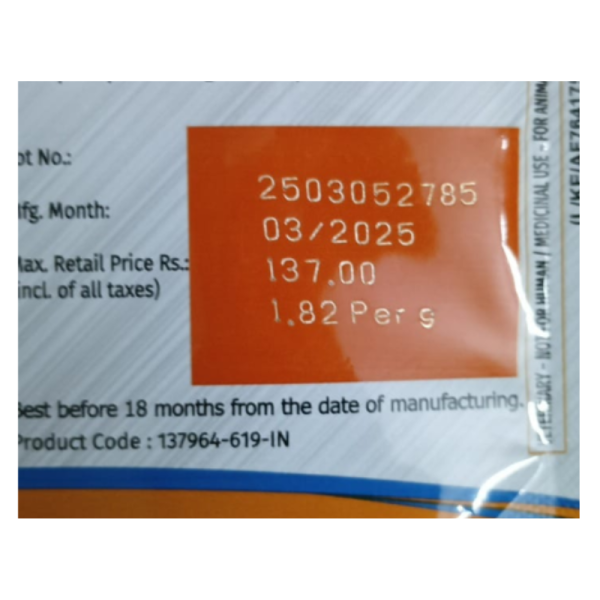 ot No.:
2503052785
fg. Month:
03/2025
ax. Retail Price Rs.:
137.00
incl. of all taxes)
1.82 Per g
Best before 18 months from the date of manufacturing.
Product Code : 137964-619-IN
VETERINARY - NOT FOR HUMAN / MEDICINAL USE - FOR ANIM